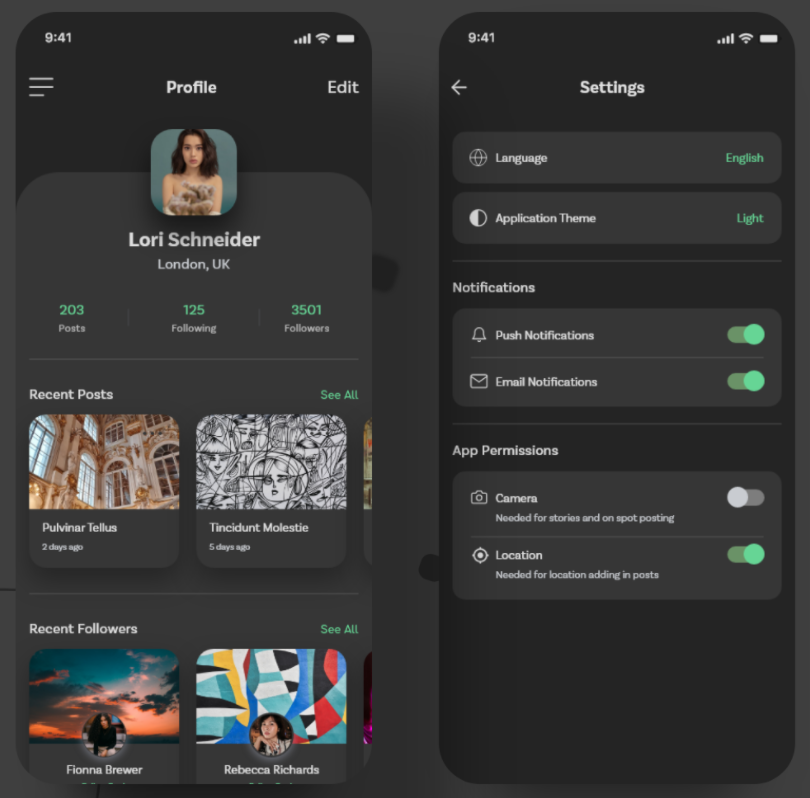 9:41
Profile
Edit
Lori Schneider
London, UK
203
Posts
125
Following
3501
Followers
Recent Posts
See All
Pulvinar Tellus
2 days ago
Tincidunt Molestie
5 days ago
Recent Followers
See All
Fionna Brewer
Rebecca Richards
9:41
Settings
Language
English
Application Theme
Light
Notifications
Push Notifications
Email Notifications
App Permissions
Camera
Needed for stories and on spot posting
Location
Needed for location adding in posts